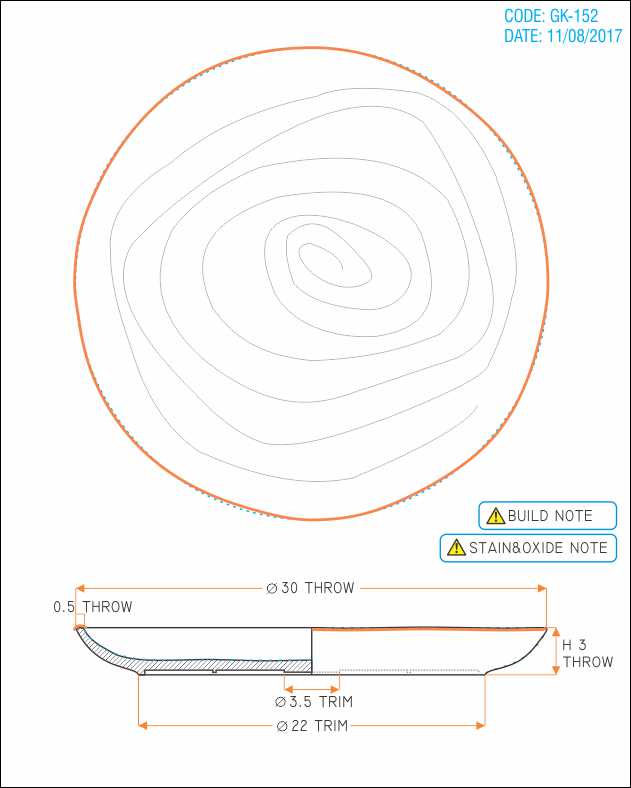 CODE: GK-152
DATE: 11/08/2017
BUILD NOTE
STAIN&OXIDE NOTE
Ø 30 THROW
0.5 THROW
H 3
THROW
Ø 3.5 TRIM
Ø 22 TRIM